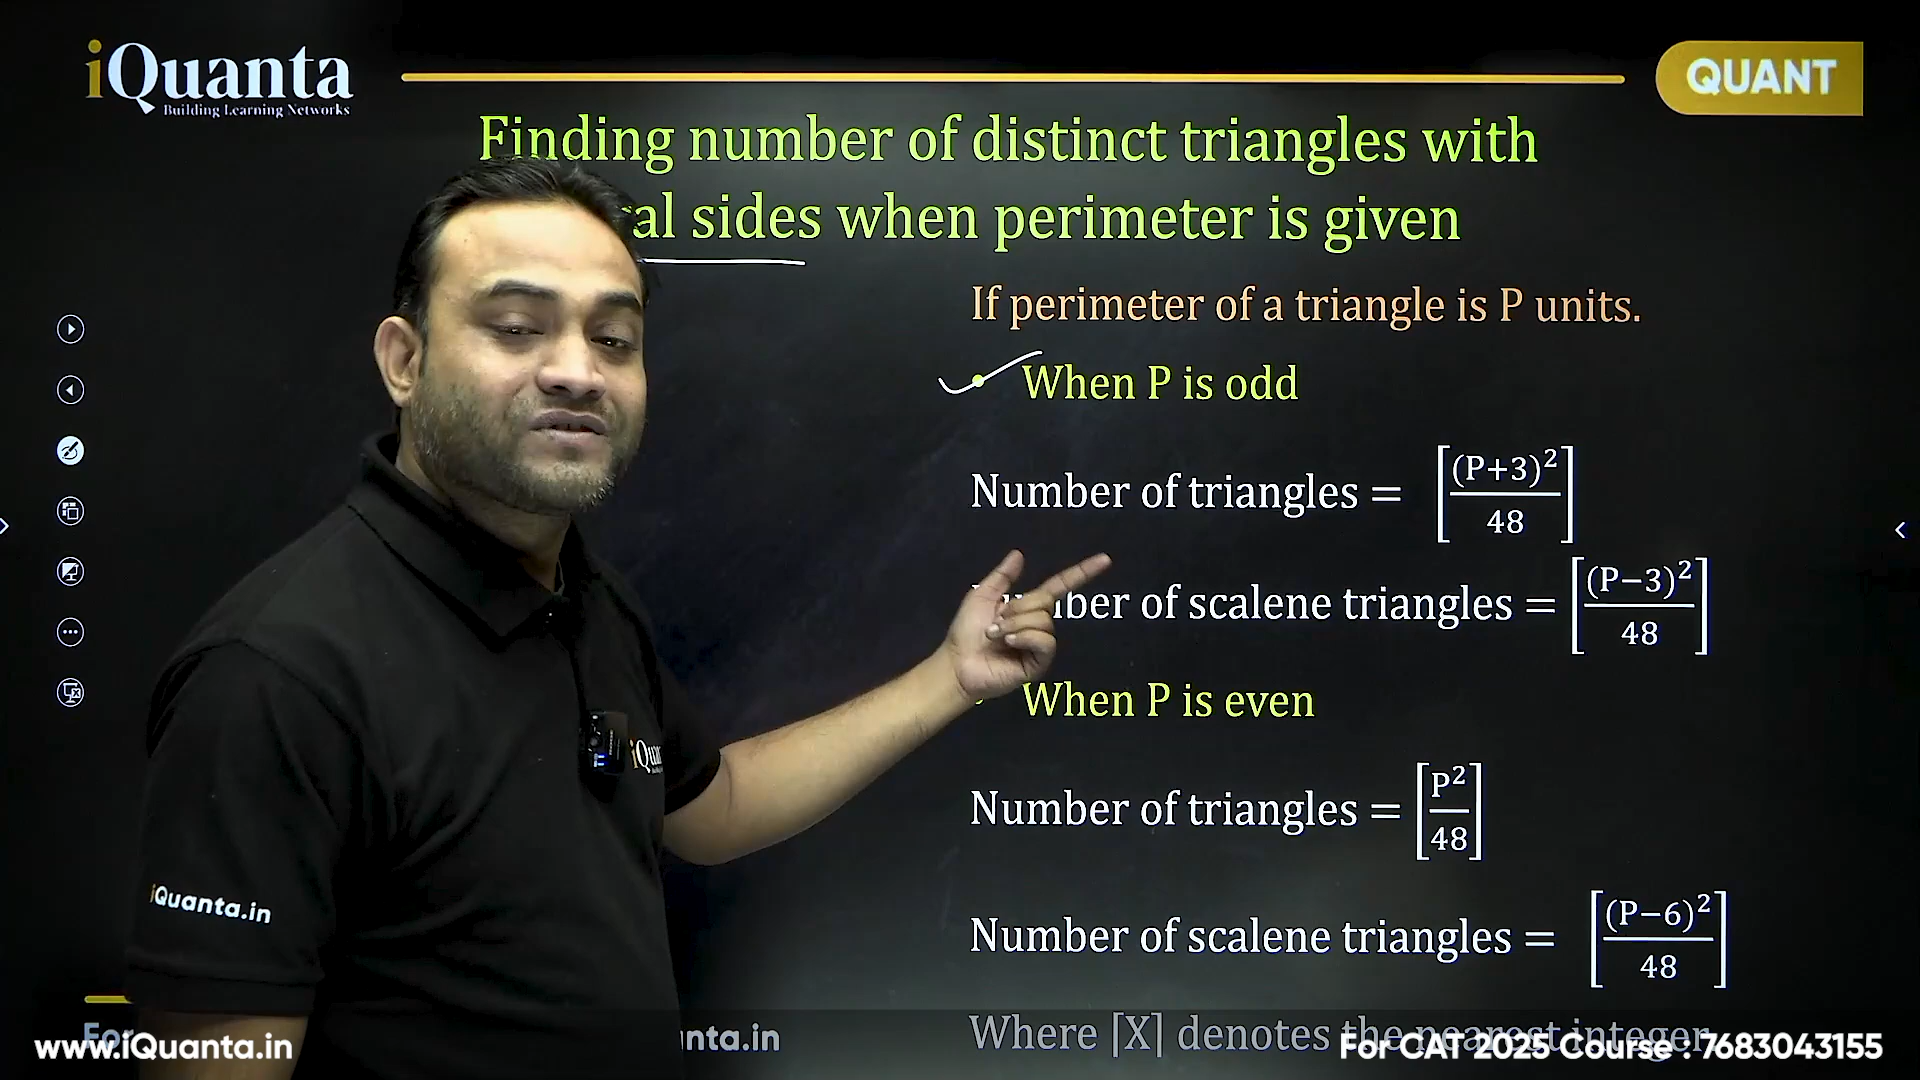 iQuanta
Building Learning Networks
QUANT
Finding number of distinct triangles with
ral sides when perimeter is given
If perimeter of a triangle is P units.
• When P is odd
Number of triangles = [(P+3)²/48]
Number of scalene triangles = [(P−3)²/48]
When P is even
Number of triangles = [P²/48]
Number of scalene triangles = [(P−6)²/48]
Where ⌈X⌉ denotes the nearest integer.
iQuanta.in
For
nta.in
www.iQuanta.in
For CAT 2025 Course : 7683043155